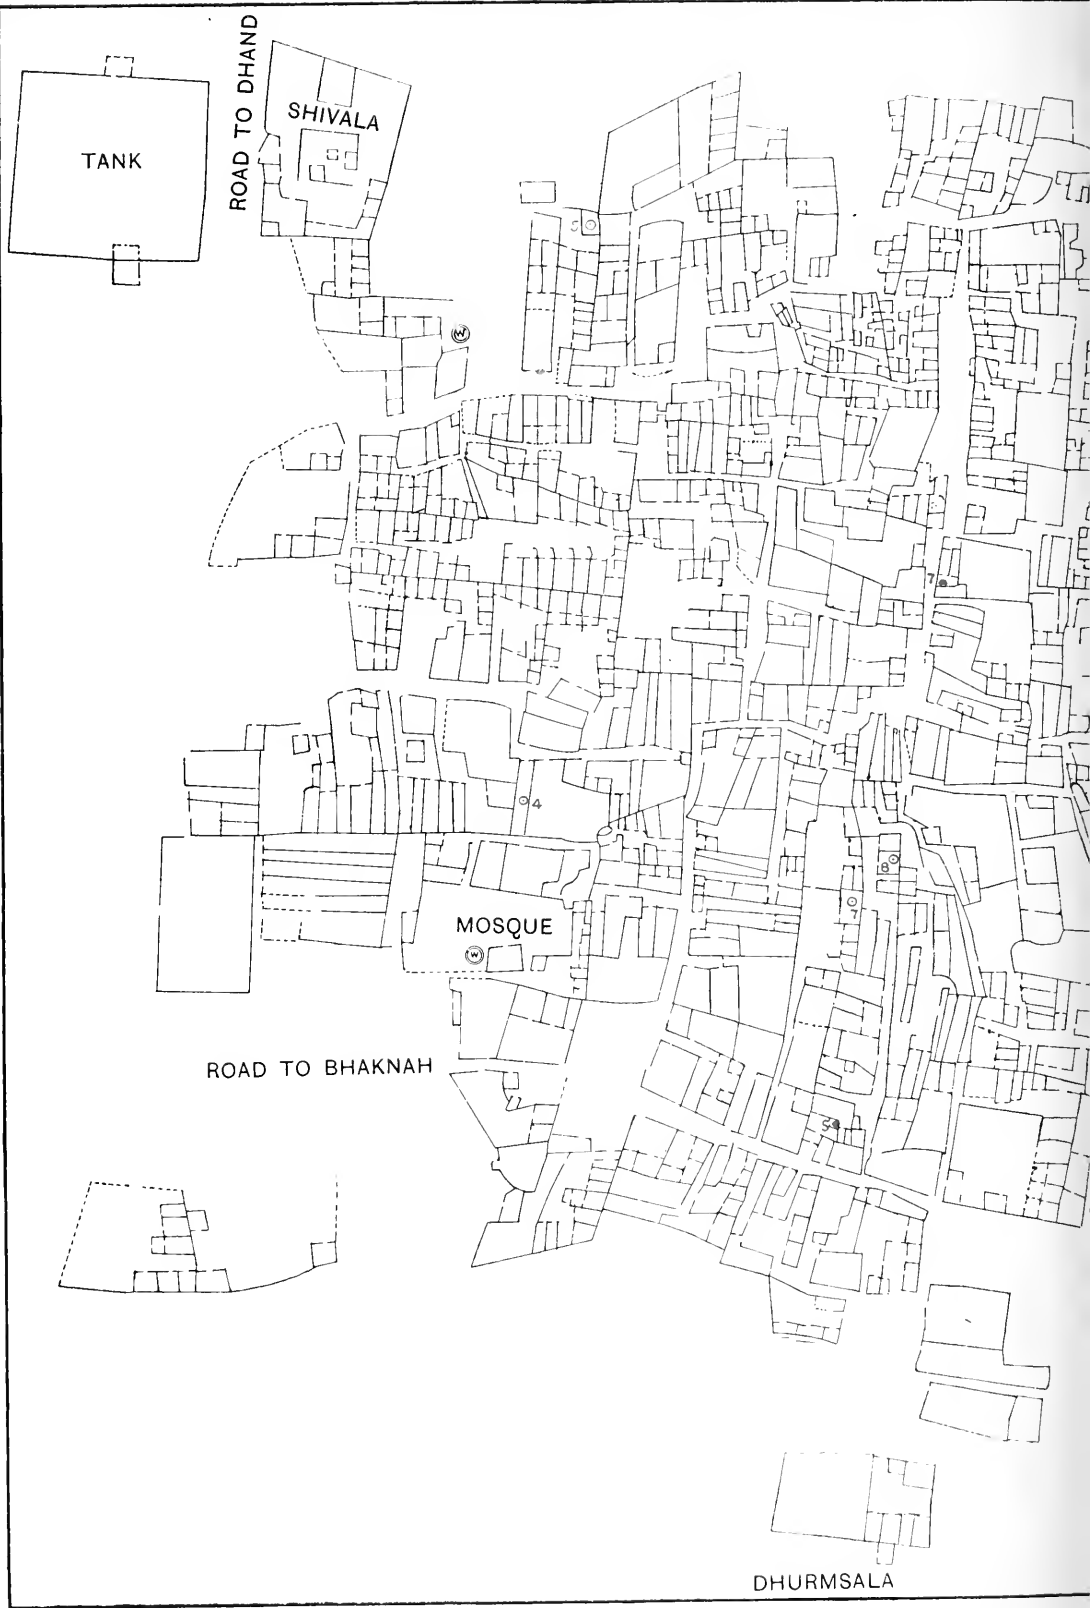 ROAD TO DHAND
SHIVALA
TANK
5
W
7
4
8
7
MOSQUE
W
ROAD TO BHAKNAH
5
DHURMSALA